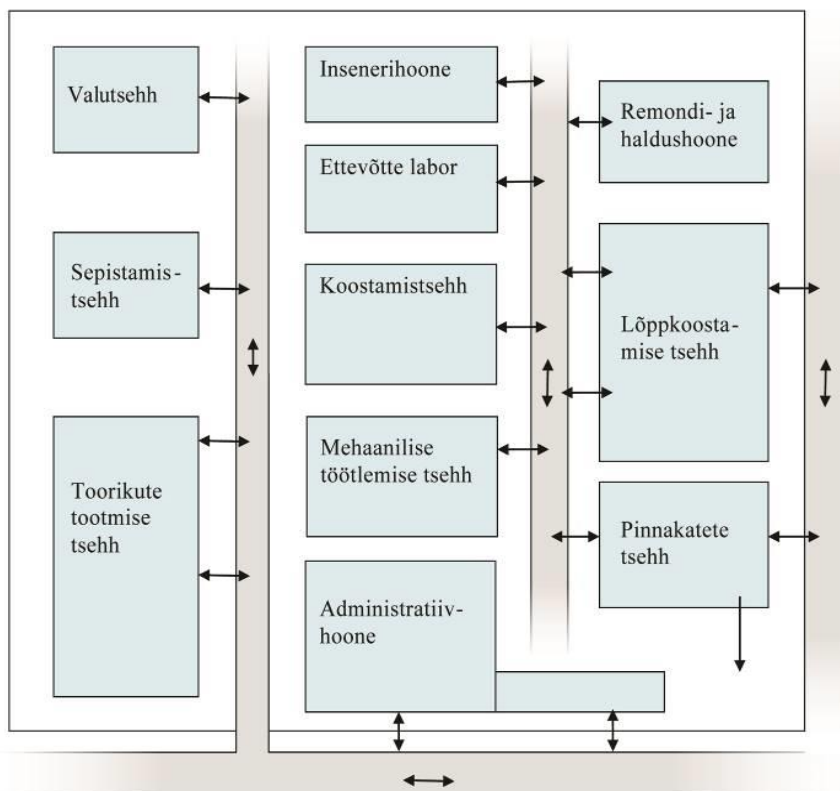 Valutsehh
Sepistamis-
tsehh
Toorikute
tootmise
tsehh
Insenerihoone
Ettevõtte labor
Koostamistsehh
Mehaanilise
töötlemise tsehh
Administratiiv-
hoone
Remondi- ja
haldushoone
Lõppkoosta-
mise tsehh
Pinnakatete
tsehh